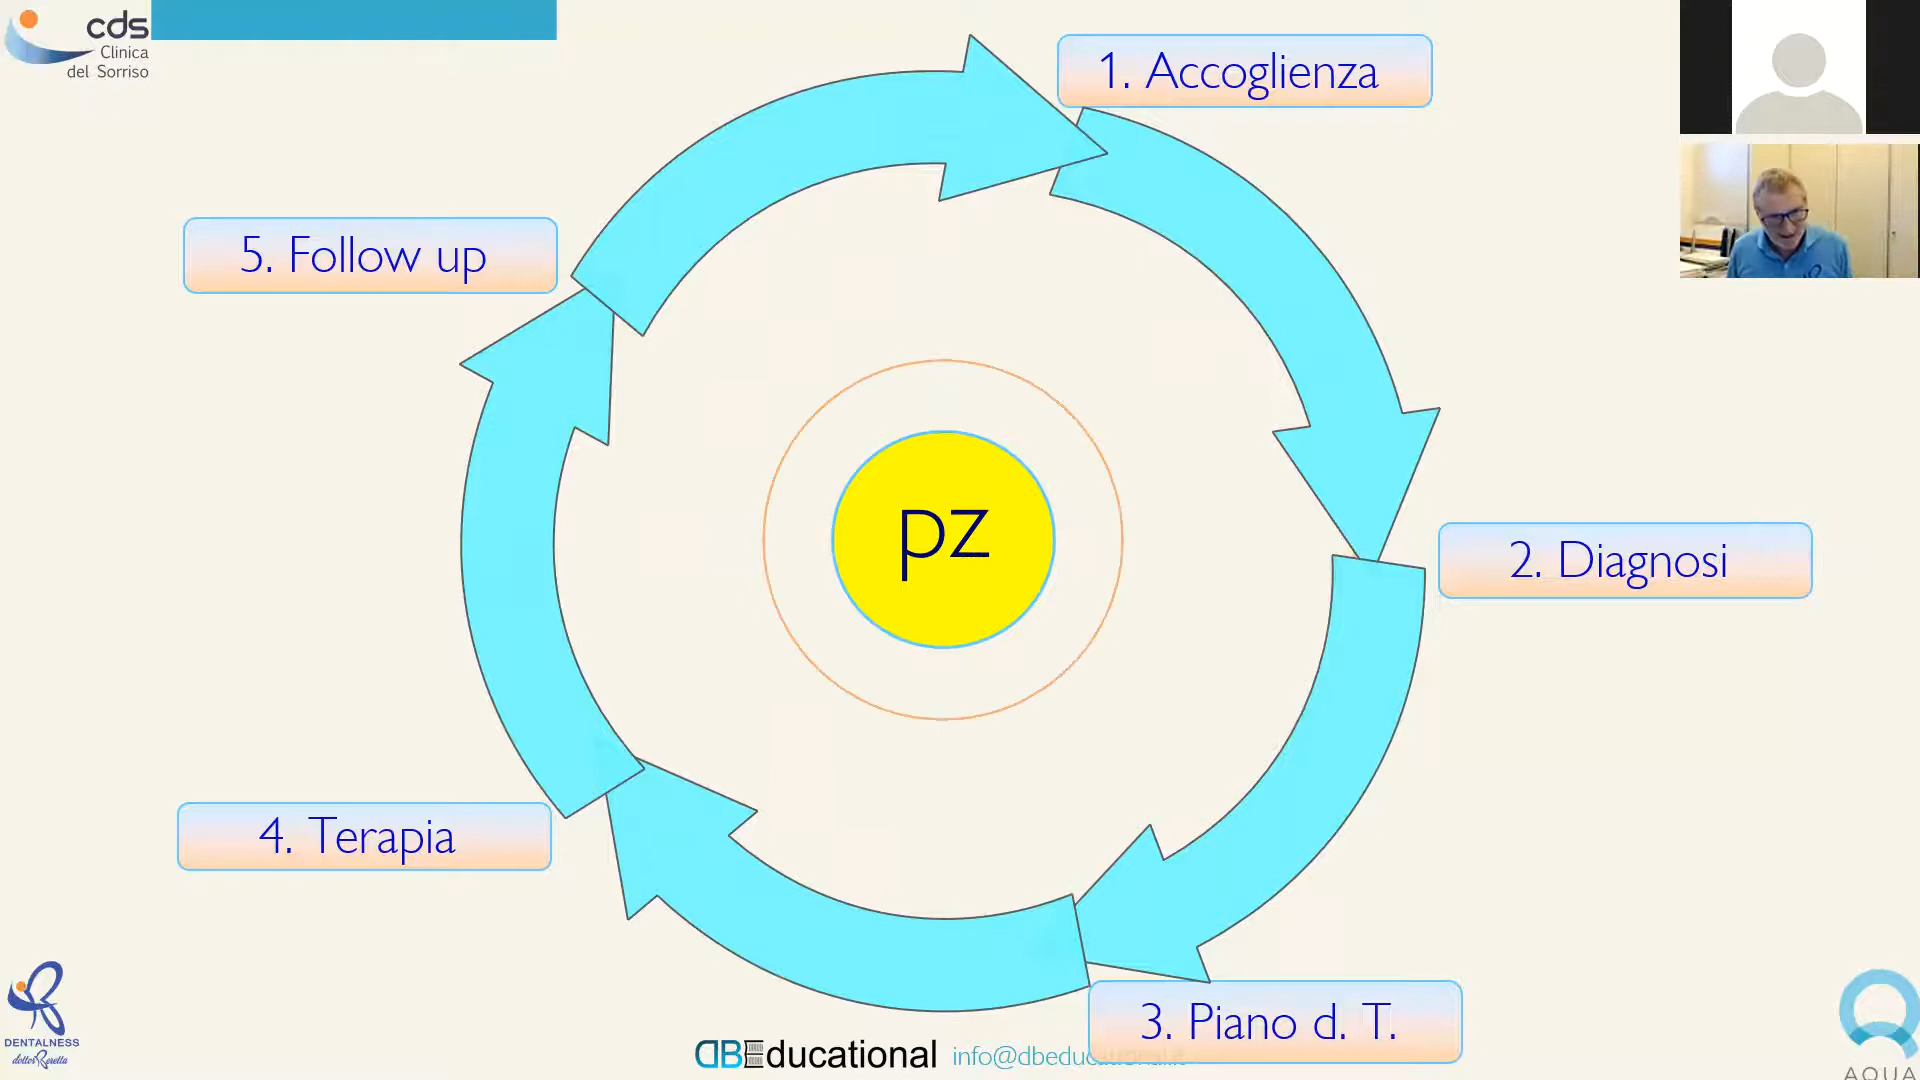 cds
Clinica
del Sorriso
1. Accoglienza
5. Follow up
pz
2. Diagnosi
4. Terapia
3. Piano d. T.
DENTALNESS
DBEducational
AQUA